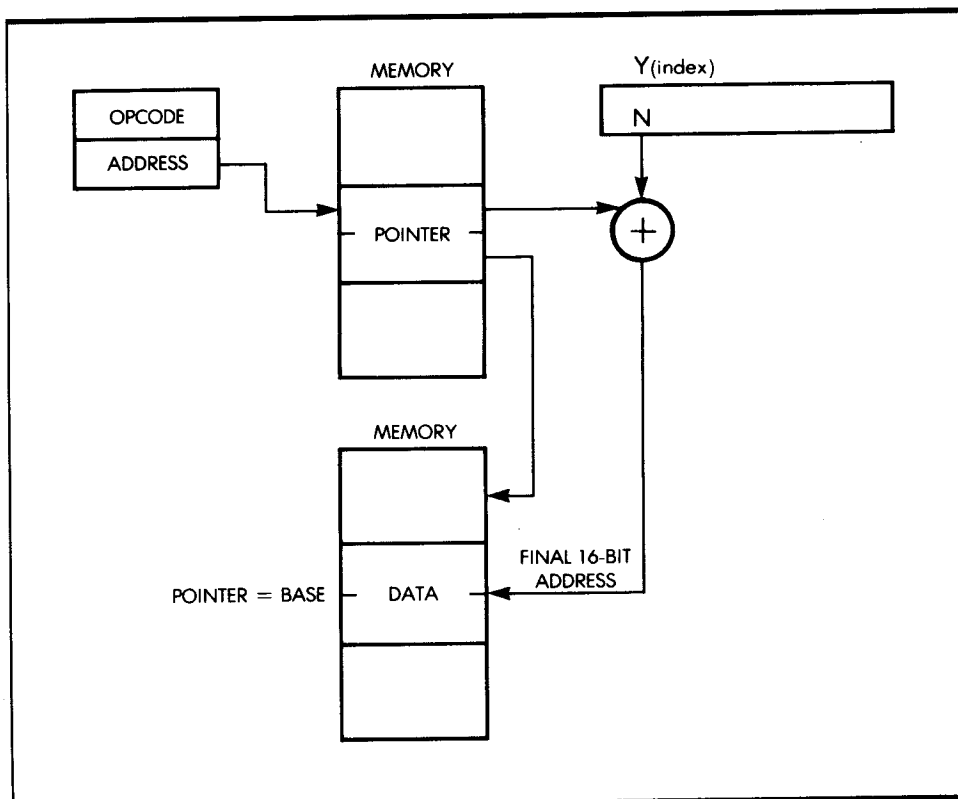 MEMORY
Y(index)
OPCODE
ADDRESS
N
POINTER
+
MEMORY
FINAL 16-BIT
ADDRESS
POINTER = BASE
DATA